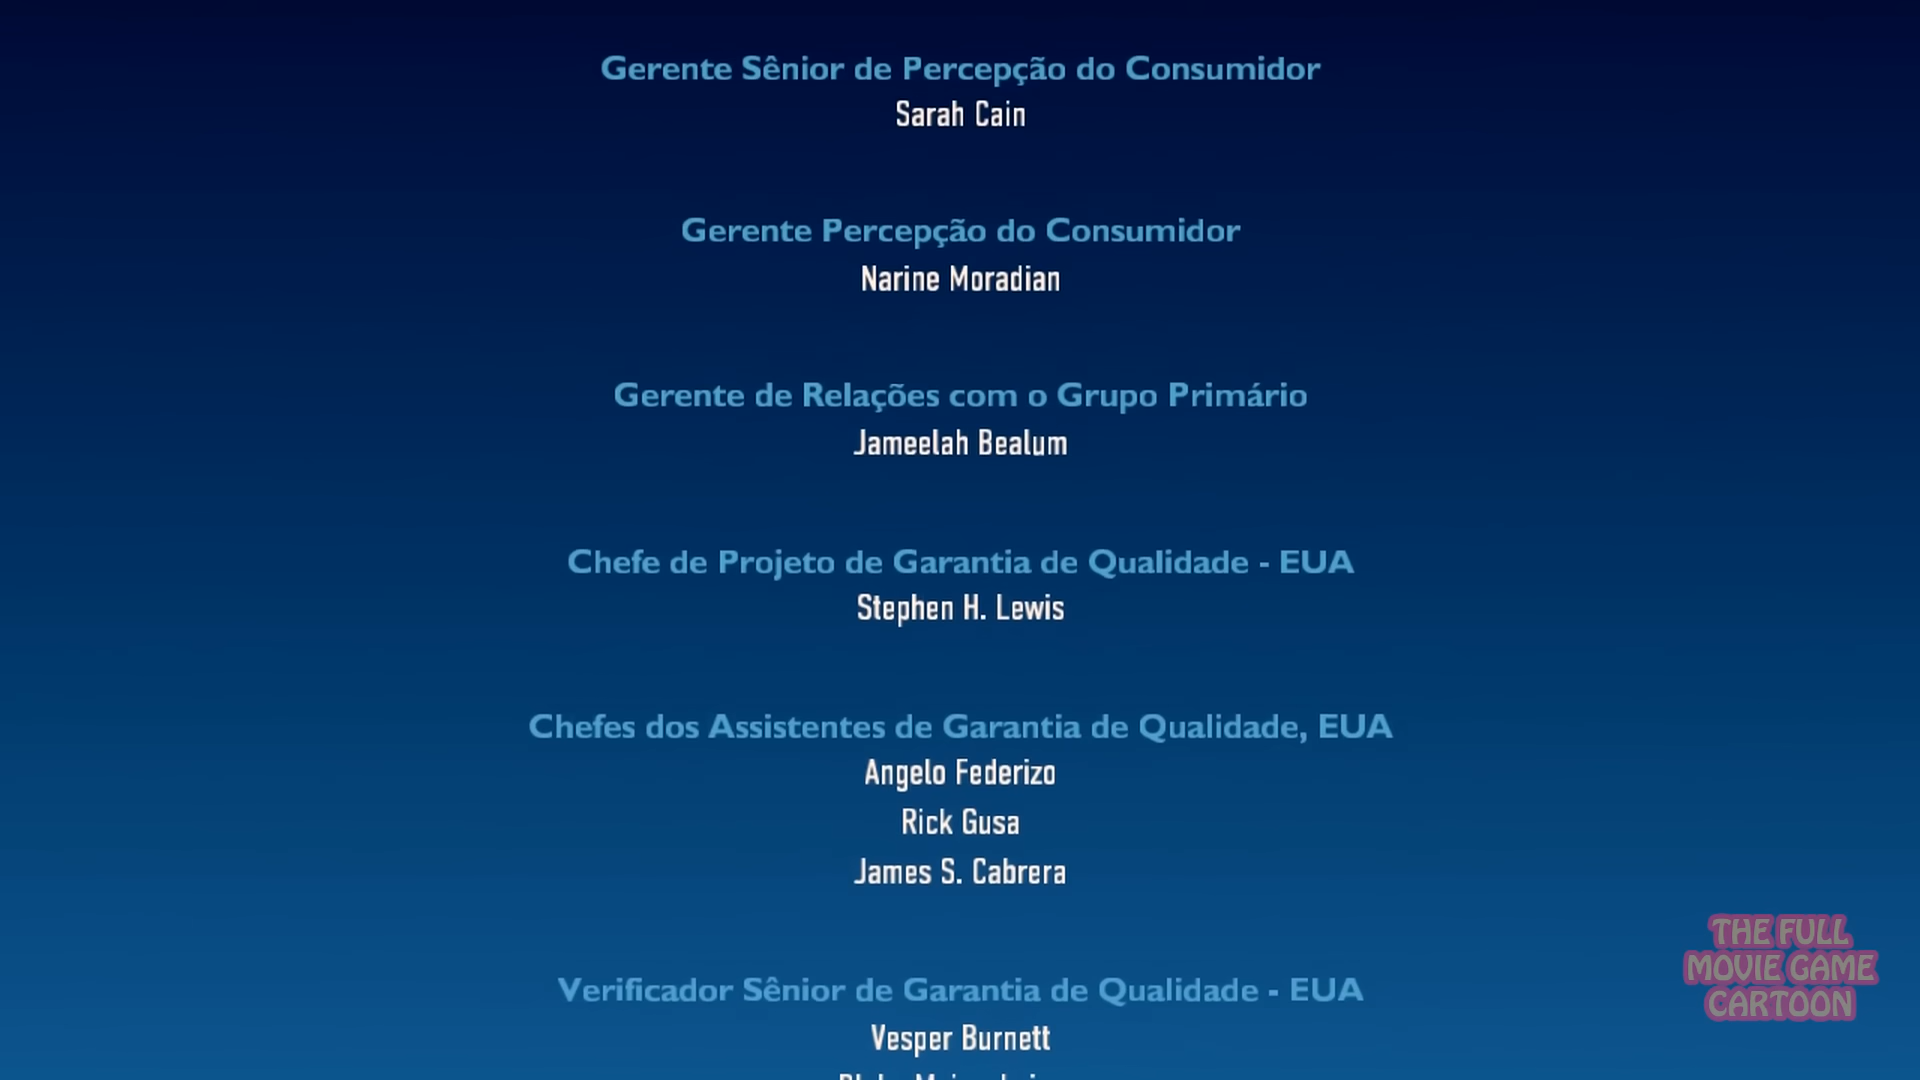 Gerente Sênior de Percepção do Consumidor
Sarah Cain
Gerente Percepção do Consumidor
Narine Moradian
Gerente de Relações com o Grupo Primário
Jameelah Bealum
Chefe de Projeto de Garantia de Qualidade - EUA
Stephen H. Lewis
Chefes dos Assistentes de Garantia de Qualidade, EUA
Angelo Federizo
Rick Gusa
James S. Cabrera
Verificador Sênior de Garantia de Qualidade - EUA
Vesper Burnett
THE FULL
MOVIE GAME
CARTOON